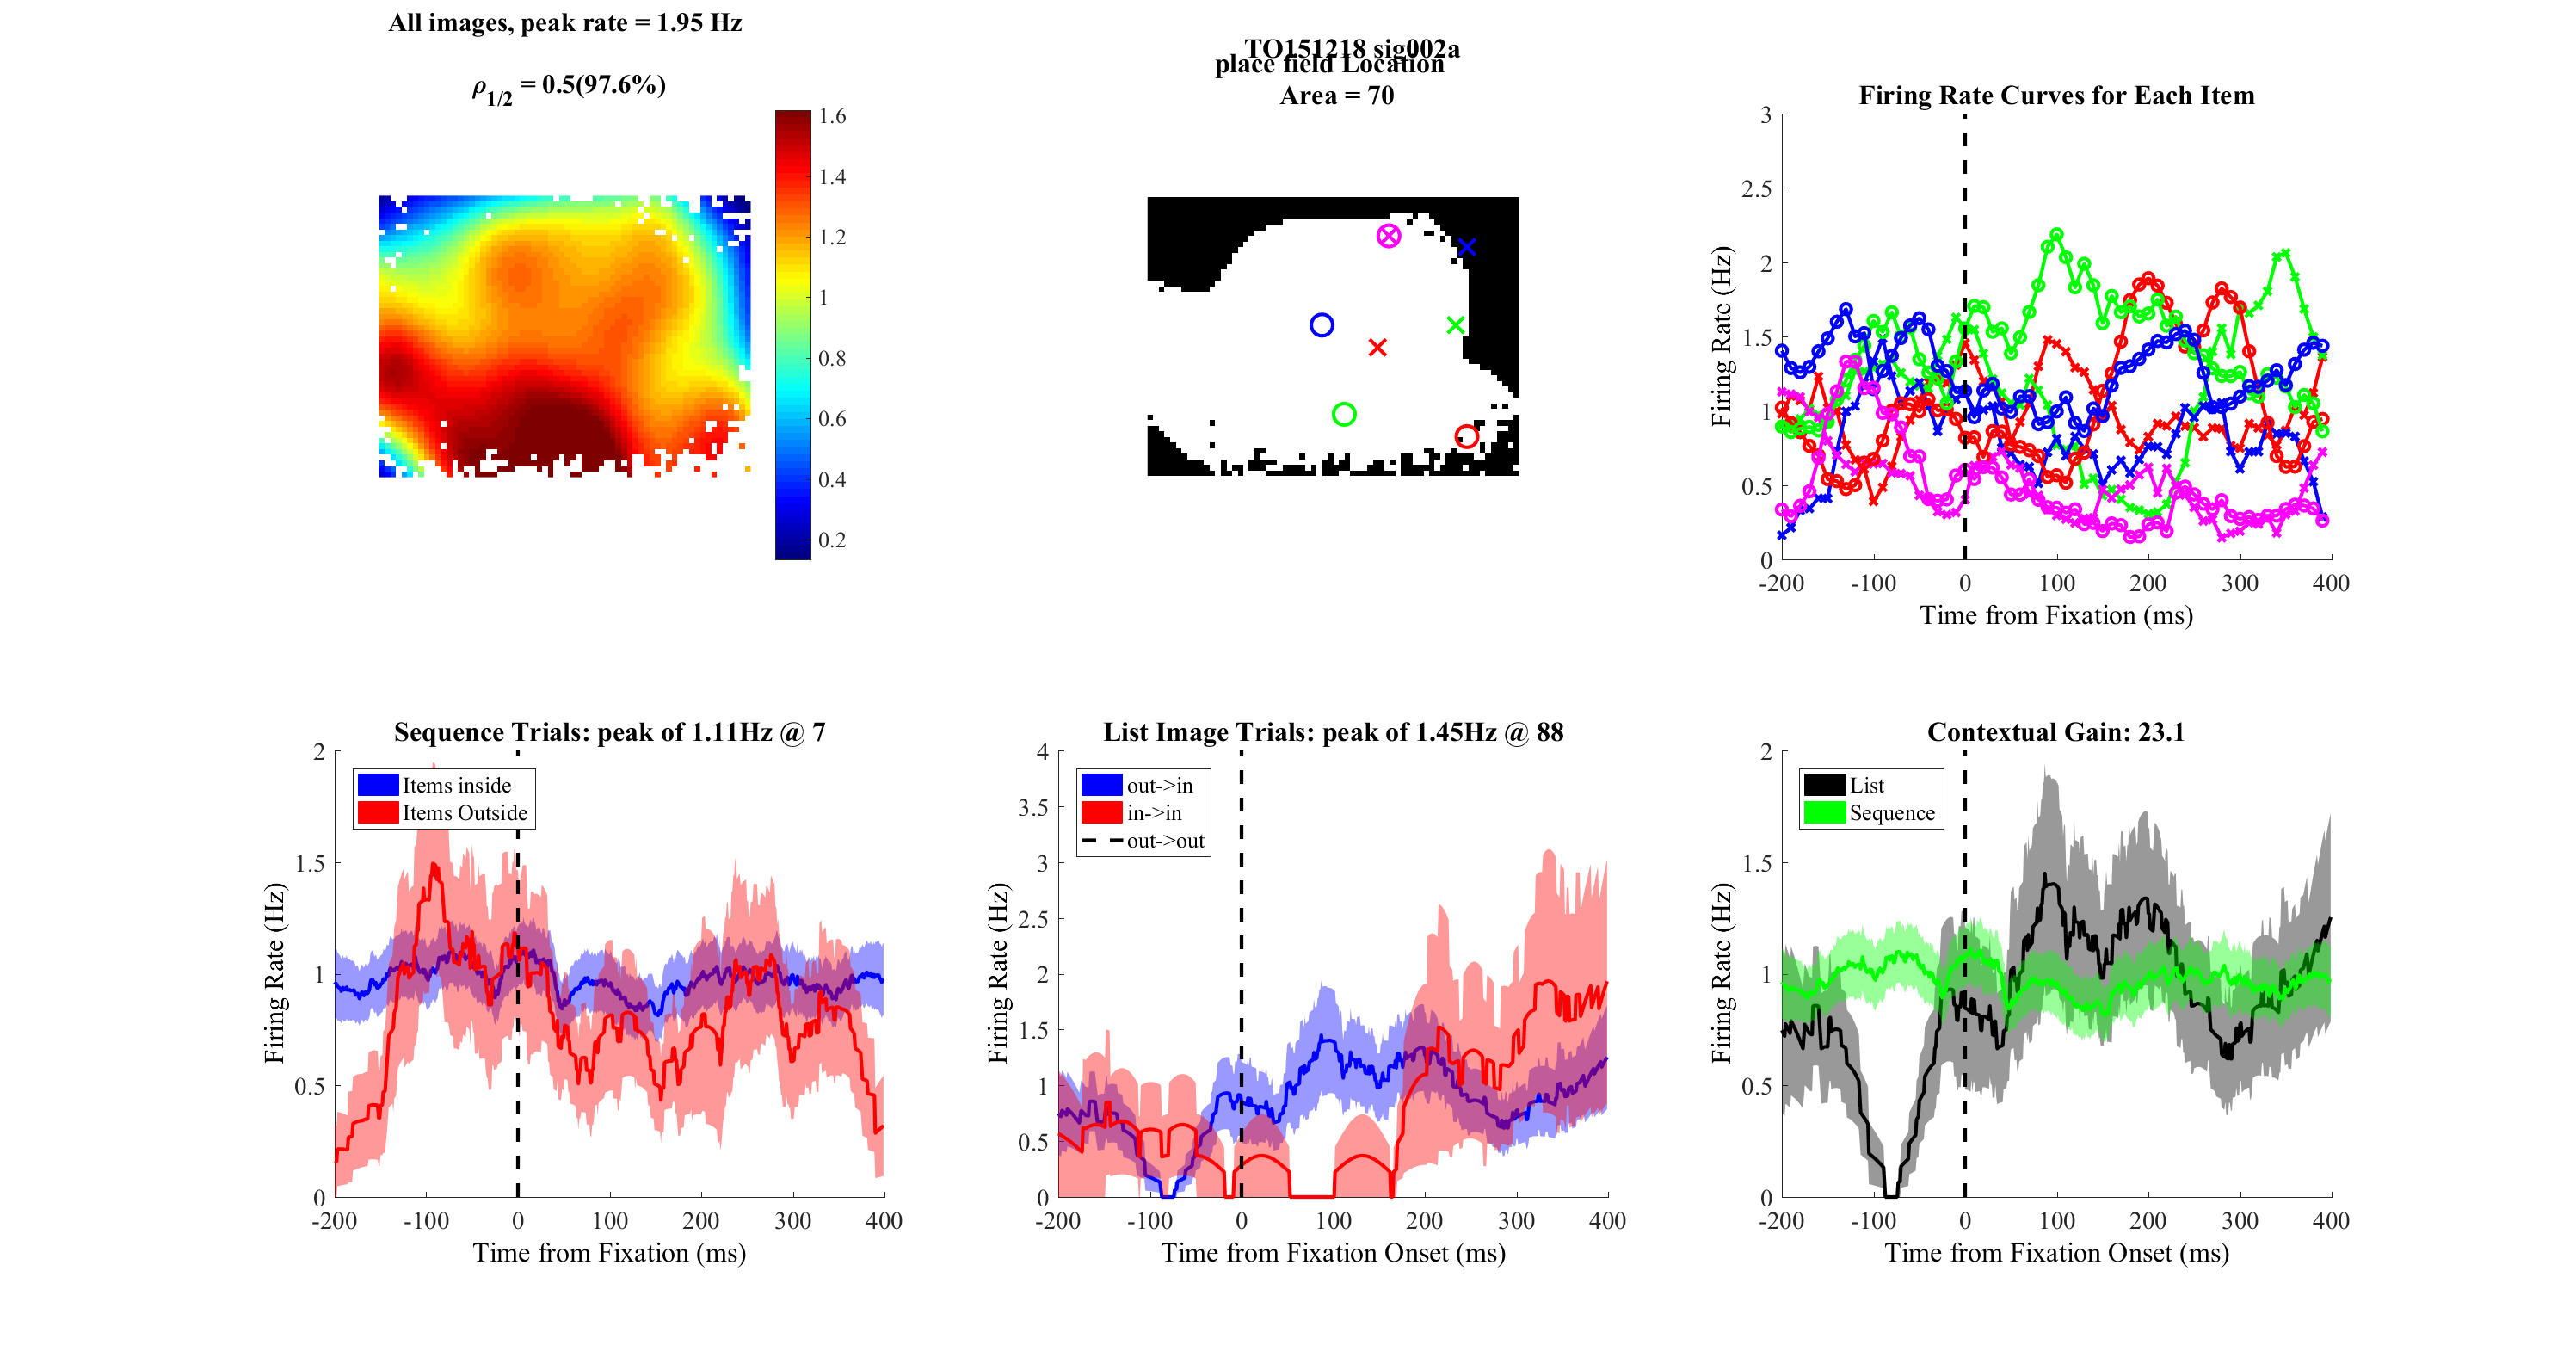 All images, peak rate = 1.95 Hz
ρ1/2 = 0.5(97.6%)
1.6
1.4
1.2
1
0.8
0.6
0.4
0.2
TO151218 sig002a
place field Location
Area = 70
Firing Rate Curves for Each Item
3
2.5
2
1.5
1
0.5
0
Firing Rate (Hz)
-200 -100 0 100 200 300 400
Time from Fixation (ms)
Sequence Trials: peak of 1.11Hz @ 7
Items inside
Items Outside
2
1.5
1
0.5
0
Firing Rate (Hz)
-200 -100 0 100 200 300 400
Time from Fixation (ms)
List Image Trials: peak of 1.45Hz @ 88
out->in
in->in
out->out
4
3.5
3
2.5
2
1.5
1
0.5
0
Firing Rate (Hz)
-200 -100 0 100 200 300 400
Time from Fixation Onset (ms)
Contextual Gain: 23.1
List
Sequence
2
1.5
1
0.5
0
Firing Rate (Hz)
-200 -100 0 100 200 300 400
Time from Fixation Onset (ms)